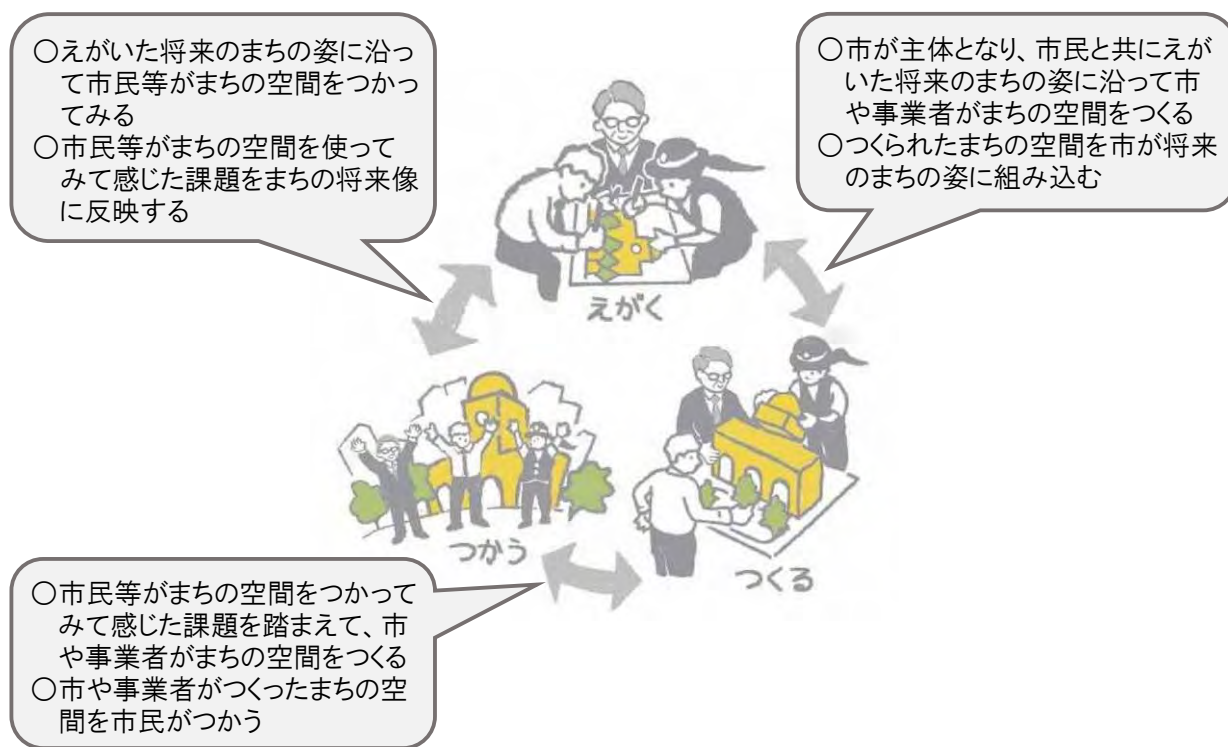 ○えがいた将来のまちの姿に沿っ
て市民等がまちの空間をつかっ
てみる
○市民等がまちの空間を使って
みて感じた課題をまちの将来像
に反映する
○市が主体となり、市民と共にえが
いた将来のまちの姿に沿って市
や事業者がまちの空間をつくる
○つくられたまちの空間を市が将来
のまちの姿に組み込む
えがく
つかう
つくる
○市民等がまちの空間をつかって
みて感じた課題を踏まえて、市
や事業者がまちの空間をつくる
○市や事業者がつくったまちの空
間を市民がつかう